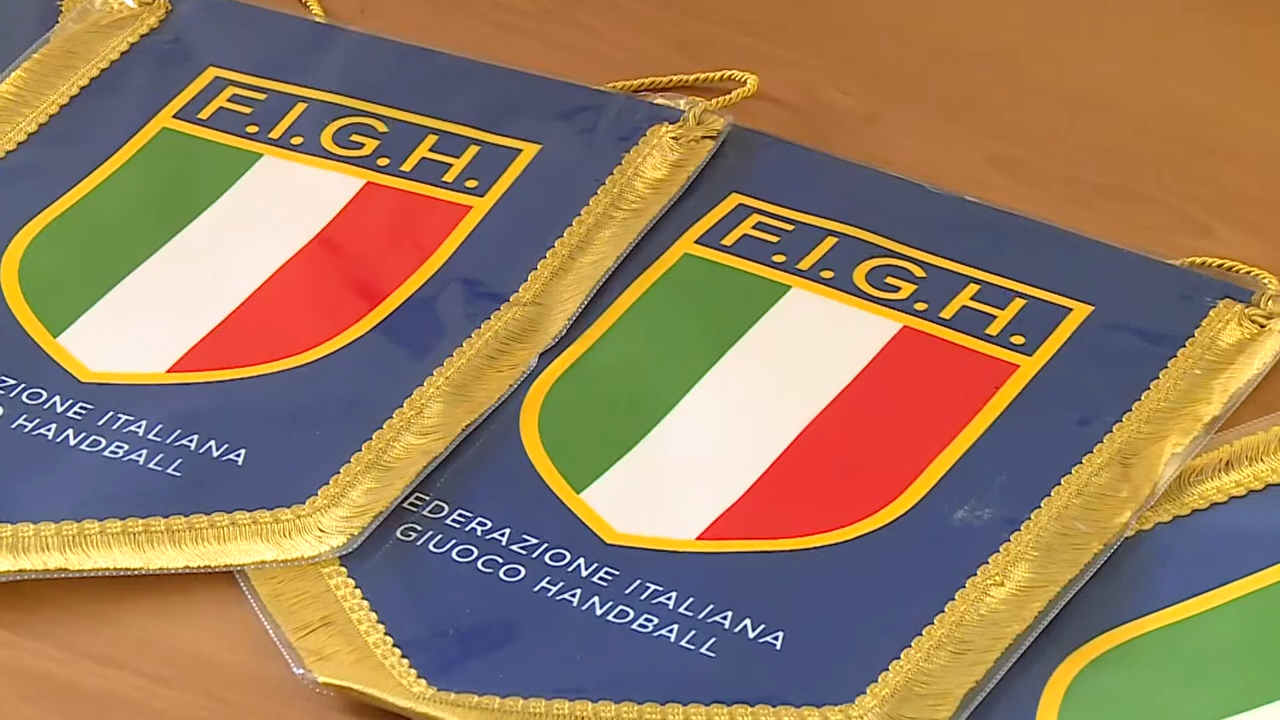 F.I.G.H.
ZIONE ITALIANA
HANDBALL
F.I.G.H.
EDERAZIONE ITALIANA
GIUOCO HANDBALL